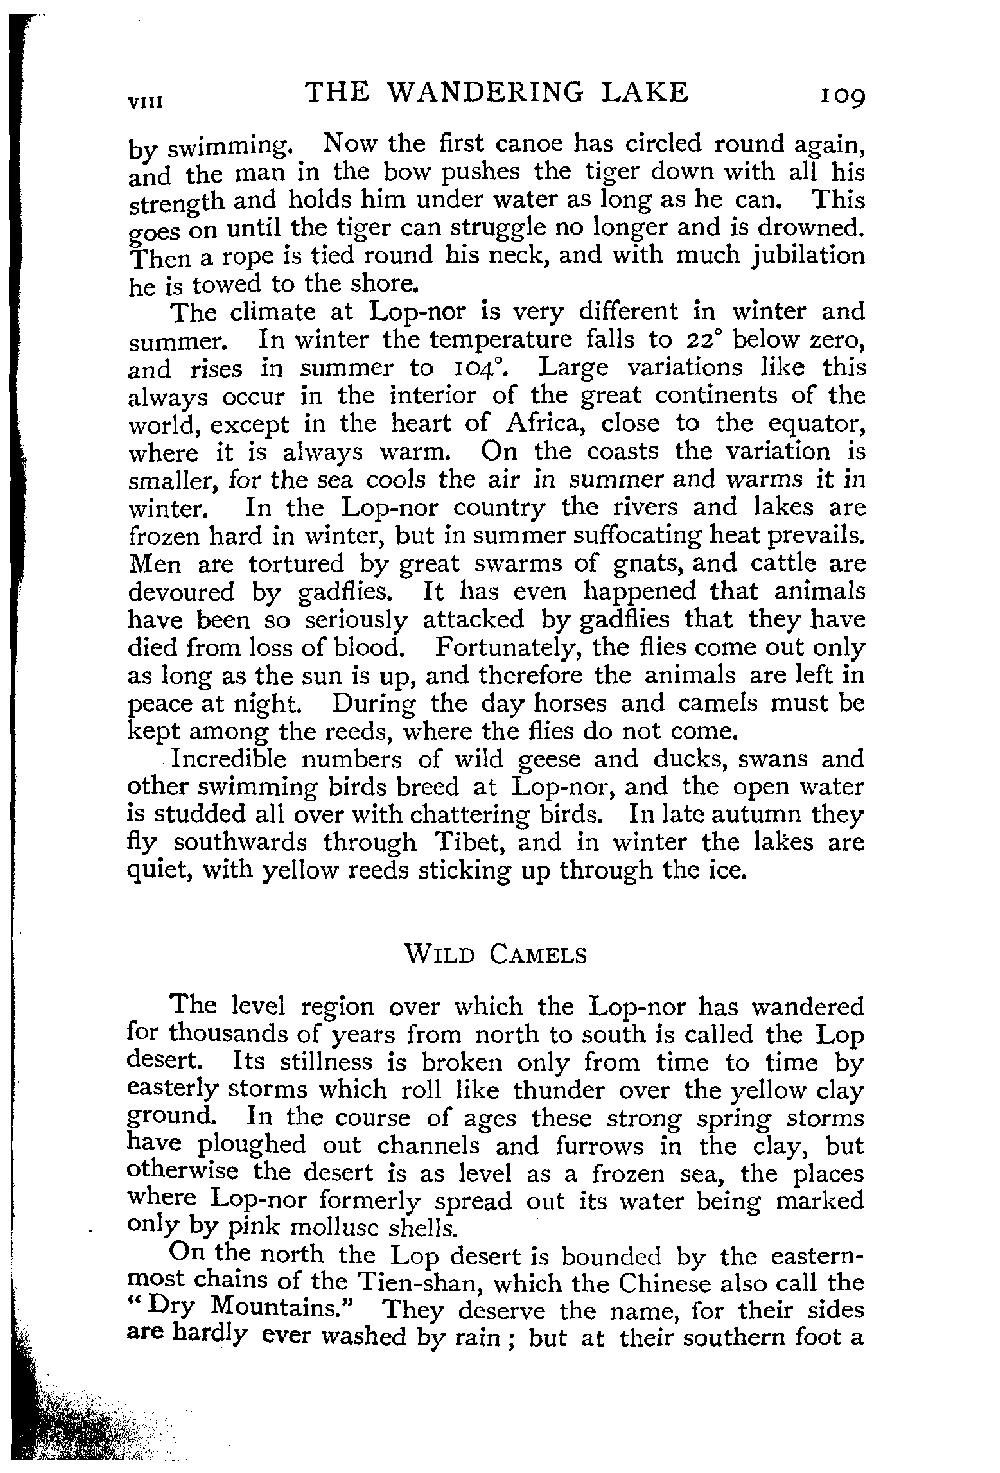 VIII THE WANDERING LAKE 109
by swimming. Now the first canoe has circled round again,
and the man in the bow pushes the tiger down with all his
strength and holds him under water as long as he can. This
goes on until the tiger can struggle no longer and is drowned.
Then a rope is tied round his neck, and with much jubilation
he is towed to the shore.
The climate at Lop-nor is very different in winter and
summer. In winter the temperature falls to 22° below zero,
and rises in summer to 104°. Large variations like this
always occur in the interior of the great continents of the
world, except in the heart of Africa, close to the equator,
where it is always warm. On the coasts the variation is
smaller, for the sea cools the air in summer and warms it in
winter. In the Lop-nor country the rivers and lakes are
frozen hard in winter, but in summer suffocating heat prevails.
Men are tortured by great swarms of gnats, and cattle are
devoured by gadflies. It has even happened that animals
have been so seriously attacked by gadflies that they have
died from loss of blood. Fortunately, the flies come out only
as long as the sun is up, and therefore the animals are left in
peace at night. During the day horses and camels must be
kept among the reeds, where the flies do not come.
Incredible numbers of wild geese and ducks, swans and
other swimming birds breed at Lop-nor, and the open water
is studded all over with chattering birds. In late autumn they
fly southwards through Tibet, and in winter the lakes are
quiet, with yellow reeds sticking up through the ice.
WILD CAMELS
The level region over which the Lop-nor has wandered
for thousands of years from north to south is called the Lop
desert. Its stillness is broken only from time to time by
easterly storms which roll like thunder over the yellow clay
ground. In the course of ages these strong spring storms
have ploughed out channels and furrows in the clay, but
otherwise the desert is as level as a frozen sea, the places
where Lop-nor formerly spread out its water being marked
only by pink mollusc shells.
On the north the Lop desert is bounded by the eastern-
most chains of the Tien-shan, which the Chinese also call the
"Dry Mountains." They deserve the name, for their sides
are hardly ever washed by rain; but at their southern foot a